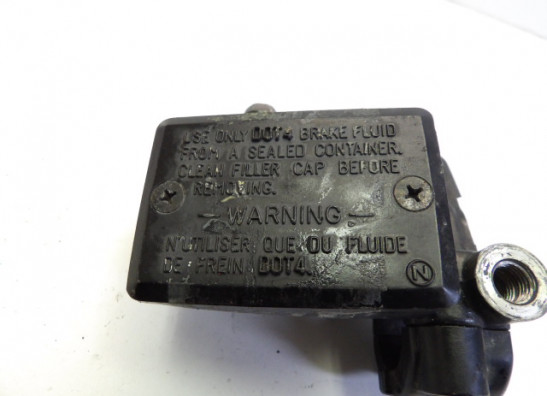 USE ONLY DOT4 BRAKE FLUID
FROM A SEALED CONTAINER.
CLEAN FILLER CAP BEFORE
REMOVING.
WARNING
N'UTILISER QUE DU FLUIDE
DE FREIN DOT4.
N